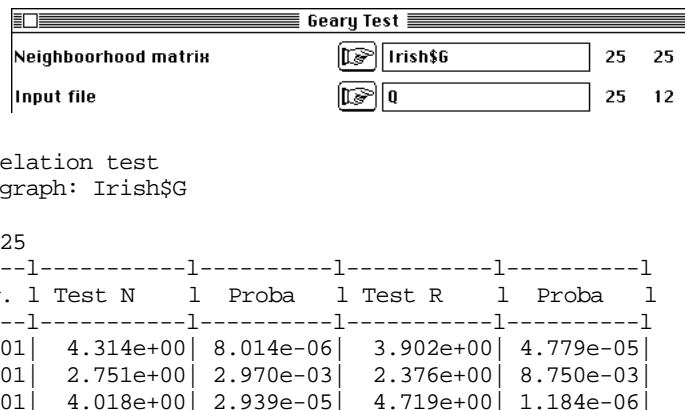 Geary Test
Neighboorhood matrix Irish$G 25 25
Input file Q 25 12
elation test
graph: Irish$G
25
--l-----------l----------l-----------l----------l
. l Test N    l  Proba   l Test R    l  Proba   l
--l-----------l----------l-----------l----------l
01|  4.314e+00| 8.014e-06|  3.902e+00| 4.779e-05|
01|  2.751e+00| 2.970e-03|  2.376e+00| 8.750e-03|
01|  4.018e+00| 2.939e-05|  4.719e+00| 1.184e-06|